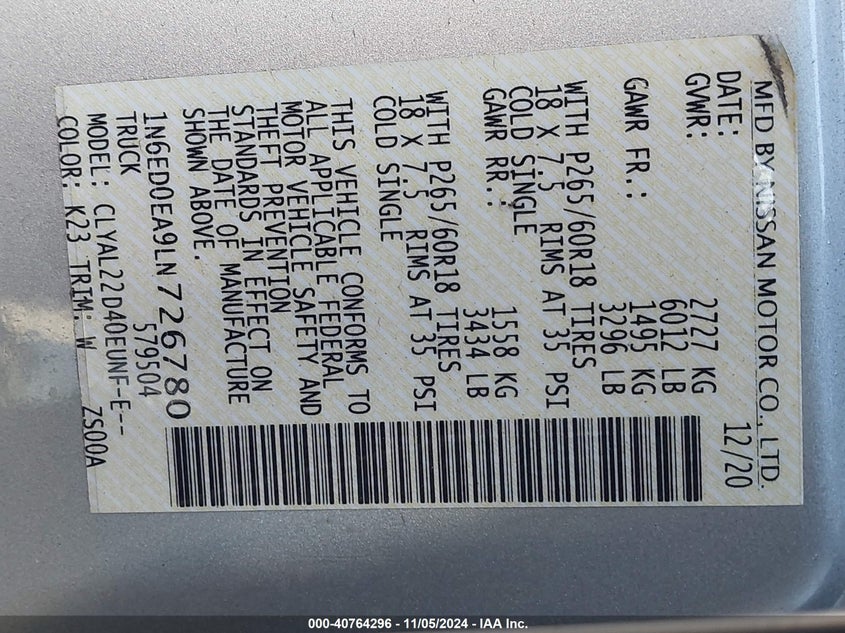 MFD BY NISSAN MOTOR CO., LTD.
DATE: 12/20
GVWR: 2727 KG
6012 LB
GAWR FR.: 1495 KG
3296 LB
WITH P265/60R18 TIRES
18 X 7.5 RIMS AT 35 PSI
COLD SINGLE
GAWR RR.: 1558 KG
3434 LB
WITH P265/60R18 TIRES
18 X 7.5 RIMS AT 35 PSI
COLD SINGLE
THIS VEHICLE CONFORMS TO
ALL APPLICABLE FEDERAL
MOTOR VEHICLE SAFETY AND
THEFT PREVENTION
STANDARDS IN EFFECT ON
THE DATE OF MANUFACTURE
SHOWN ABOVE.
1N6ED0EA9LN726780
TRUCK 579504
MODEL: CLYAL22D40EUNF-E--
COLOR: K23 TRIM: W ZS00A
000-40764296 - 11/05/2024 - IAA Inc.